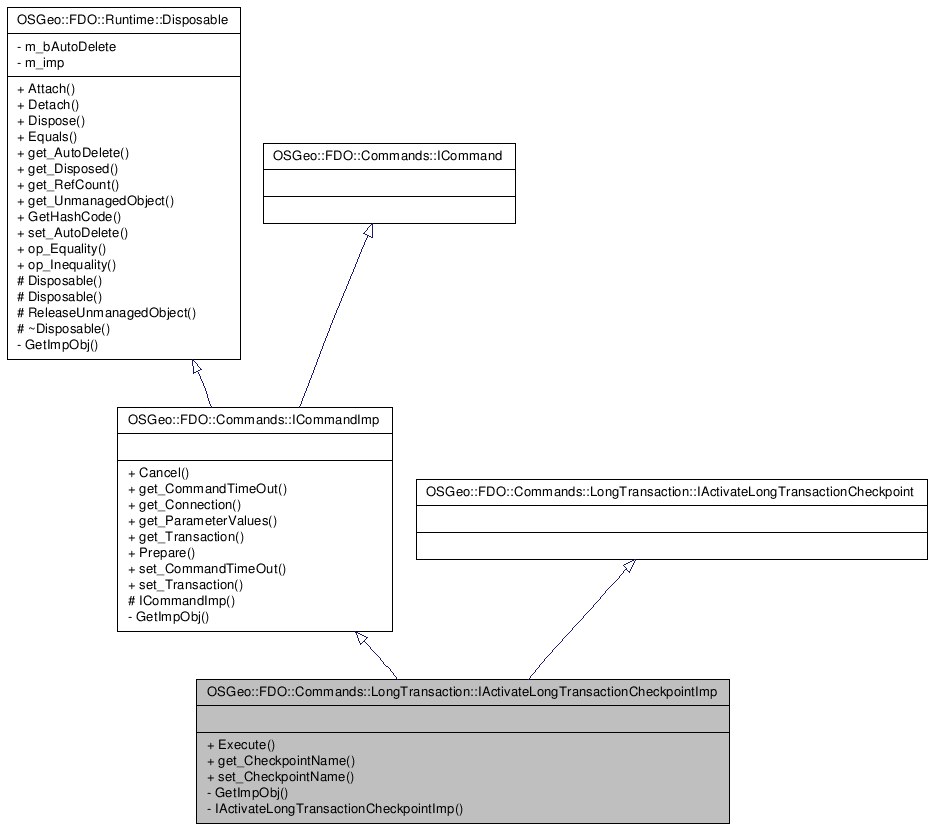 OSGeo::FDO::Runtime::Disposable
- m_bAutoDelete
- m_imp
+ Attach()
+ Detach()
+ Dispose()
+ Equals()
+ get_AutoDelete()
+ get_Disposed()
+ get_RefCount()
+ get_UnmanagedObject()
+ GetHashCode()
+ set_AutoDelete()
+ op_Equality()
+ op_Inequality()
# Disposable()
# Disposable()
# ReleaseUnmanagedObject()
# ~Disposable()
- GetImpObj()
OSGeo::FDO::Commands::ICommand
OSGeo::FDO::Commands::ICommandImp
+ Cancel()
+ get_CommandTimeOut()
+ get_Connection()
+ get_ParameterValues()
+ get_Transaction()
+ Prepare()
+ set_CommandTimeOut()
+ set_Transaction()
# ICommandImp()
- GetImpObj()
OSGeo::FDO::Commands::LongTransaction::IActivateLongTransactionCheckpoint
OSGeo::FDO::Commands::LongTransaction::IActivateLongTransactionCheckpointImp
+ Execute()
+ get_CheckpointName()
+ set_CheckpointName()
- GetImpObj()
- IActivateLongTransactionCheckpointImp()